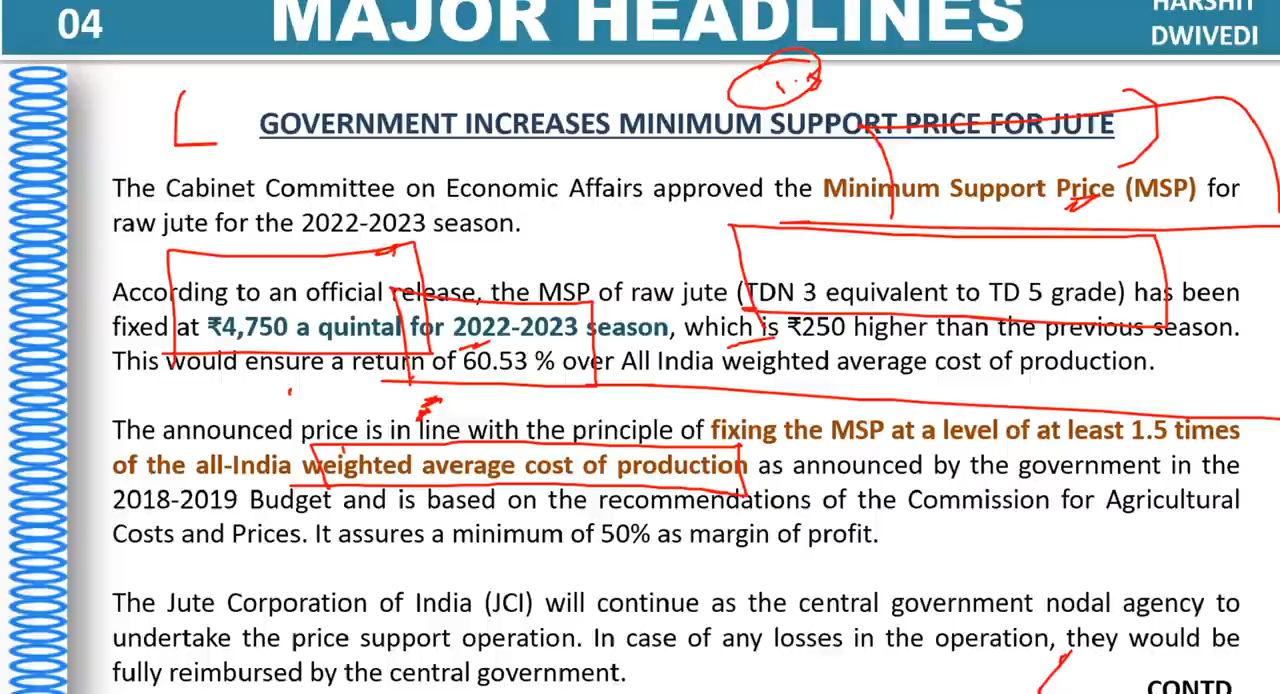 04
MAJOR HEADLINES
HARSHIT
DWIVEDI
GOVERNMENT INCREASES MINIMUM SUPPORT PRICE FOR JUTE
The Cabinet Committee on Economic Affairs approved the Minimum Support Price (MSP) for
raw jute for the 2022-2023 season.
According to an official release, the MSP of raw jute (TDN 3 equivalent to TD 5 grade) has been
fixed at ₹4,750 a quintal for 2022-2023 season, which is ₹250 higher than the previous season.
This would ensure a return of 60.53 % over All India weighted average cost of production.
The announced price is in line with the principle of fixing the MSP at a level of at least 1.5 times
of the all-India weighted average cost of production as announced by the government in the
2018-2019 Budget and is based on the recommendations of the Commission for Agricultural
Costs and Prices. It assures a minimum of 50% as margin of profit.
The Jute Corporation of India (JCI) will continue as the central government nodal agency to
undertake the price support operation. In case of any losses in the operation, they would be
fully reimbursed by the central government.
CONTD